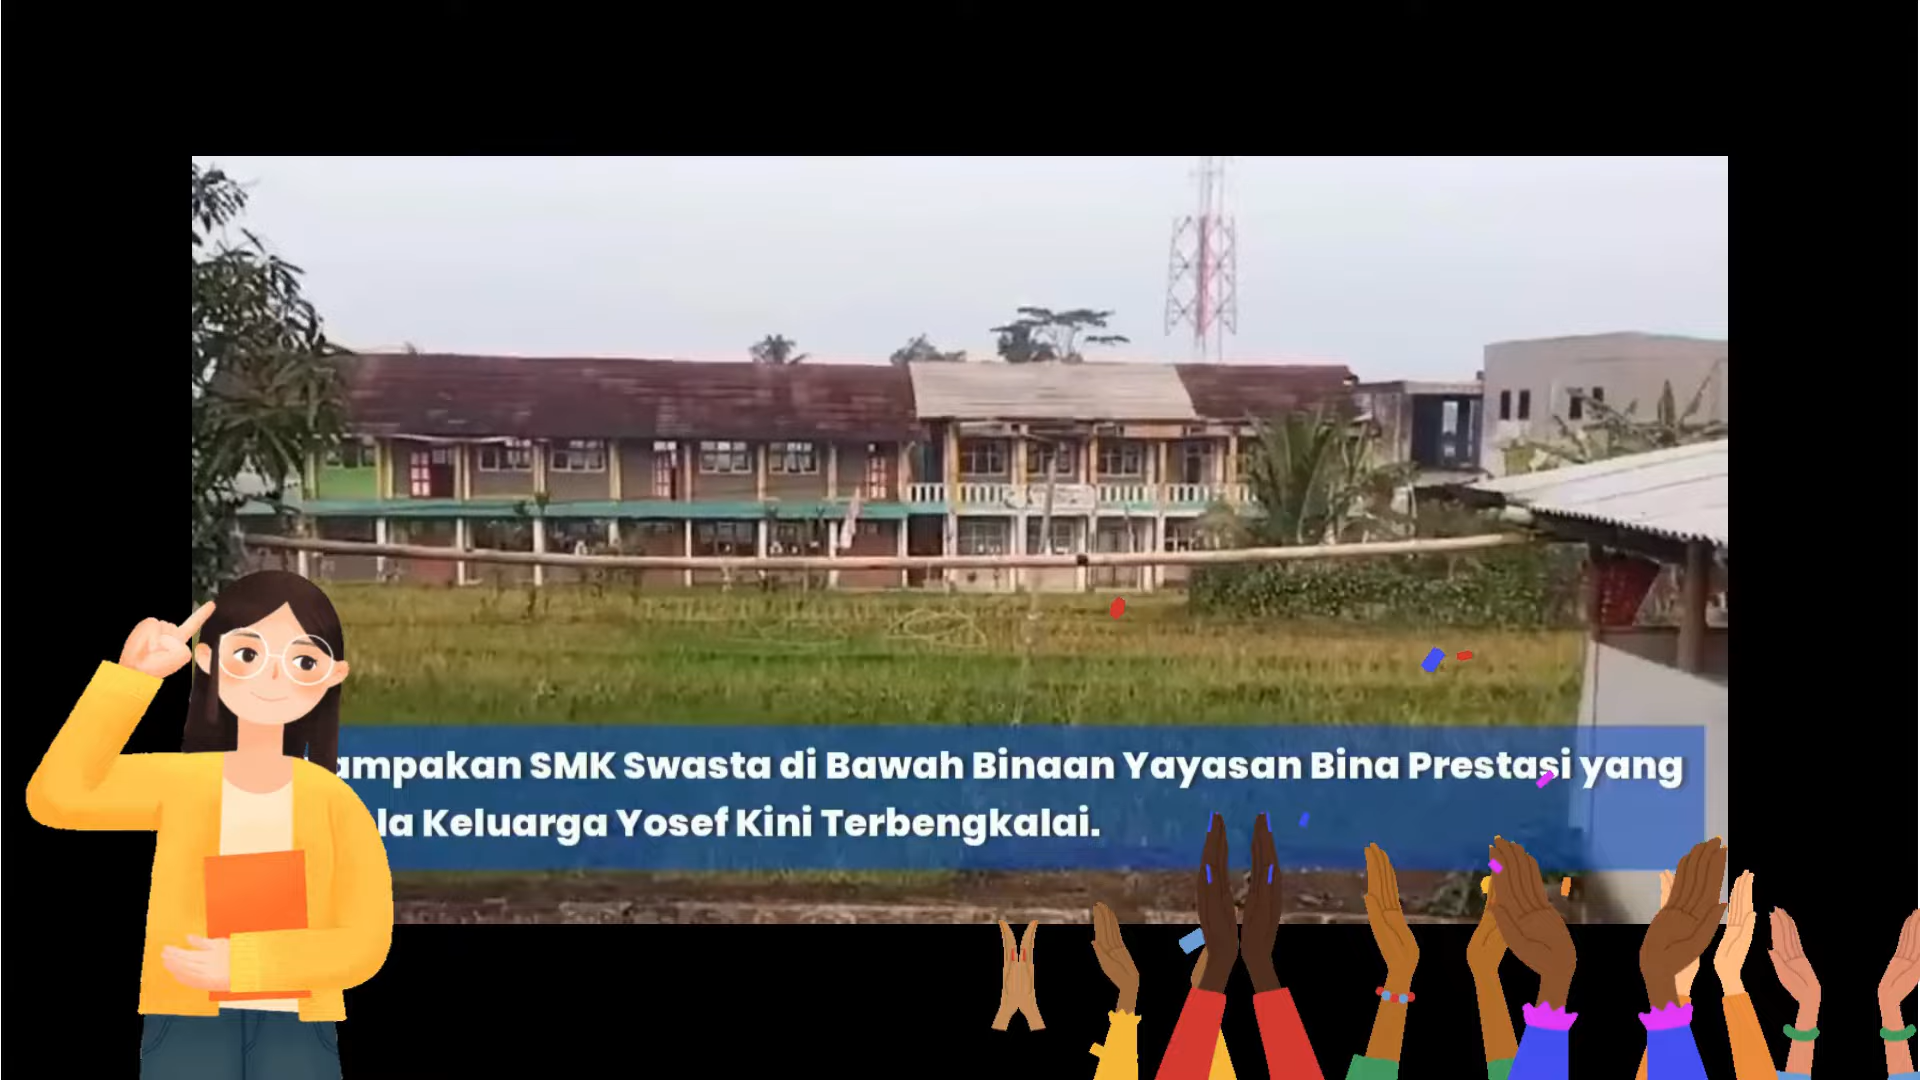 ampakan SMK Swasta di Bawah Binaan Yayasan Bina Prestasi yang
la Keluarga Yosef Kini Terbengkalai.